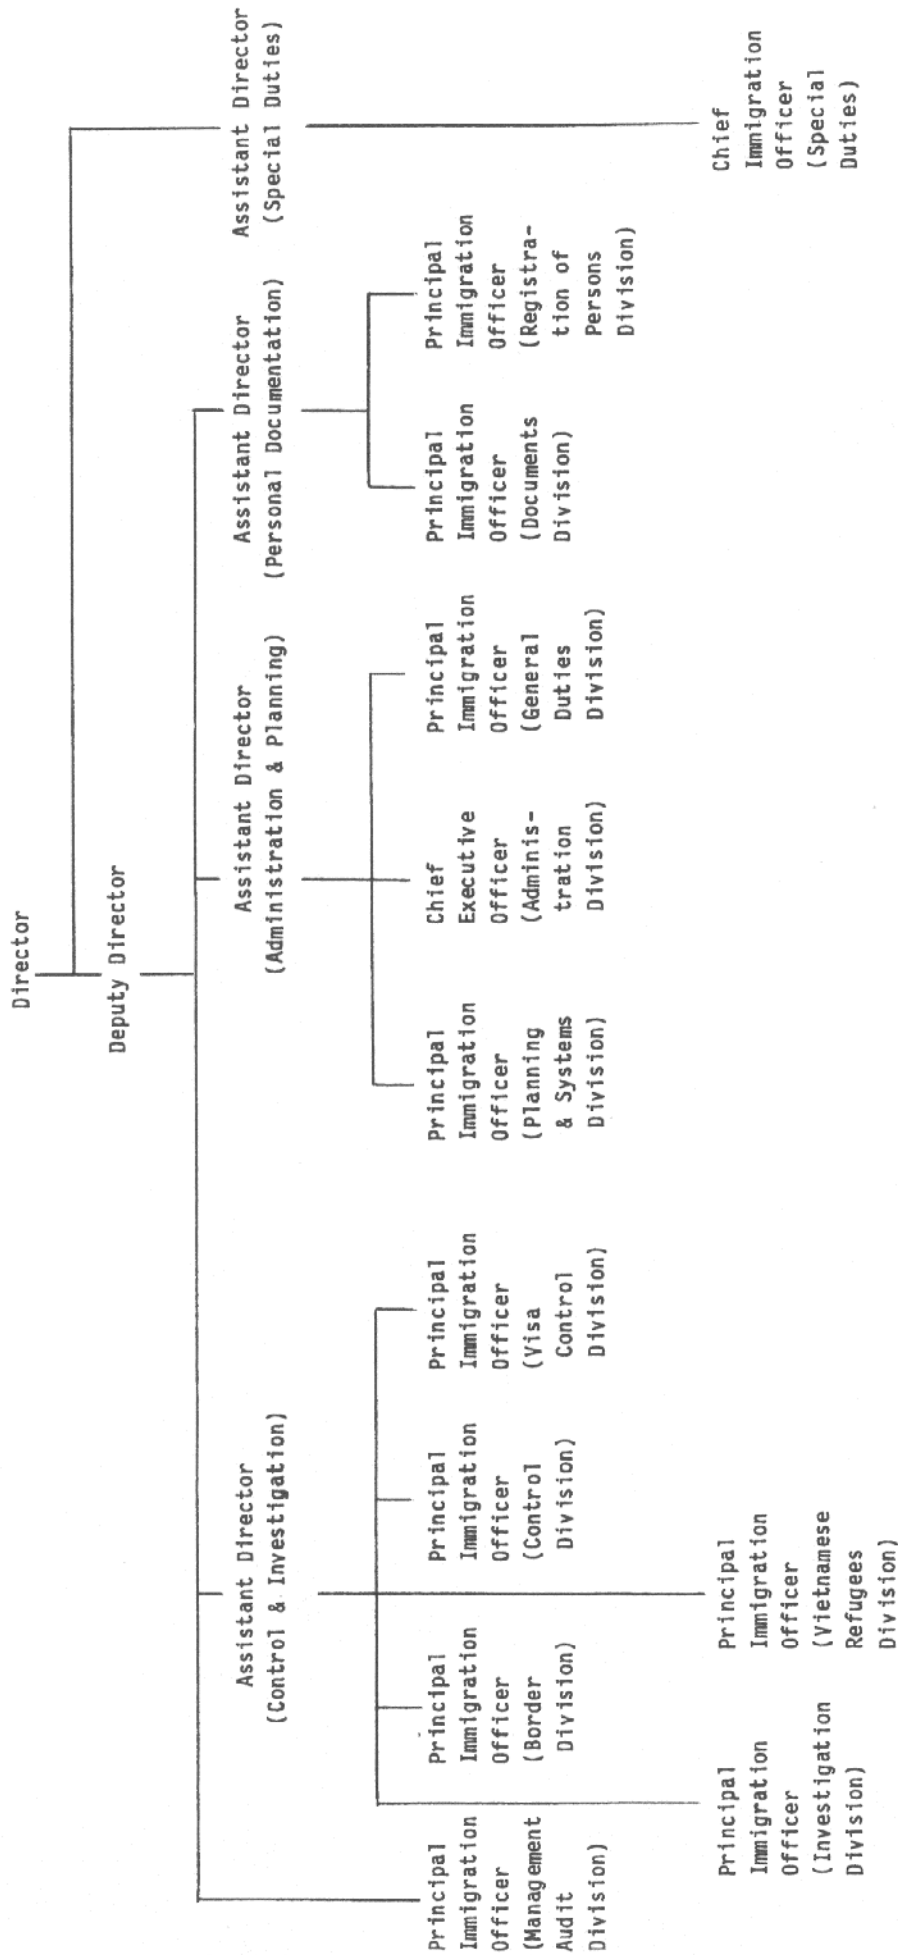 Director
Deputy Director
Assistant Director
(Control & Investigation)
Assistant Director
(Administration & Planning)
Assistant Director
(Personal Documentation)
Assistant Director
(Special Duties)
Principal
Immigration
Officer
(Management
Audit
Division)
Principal
Immigration
Officer
(Border
Division)
Principal
Immigration
Officer
(Control
Division)
Principal
Immigration
Officer
(Visa
Control
Division)
Principal
Immigration
Officer
(Planning
& Systems
Division)
Chief
Executive
Officer
(Adminis-
tration
Division)
Principal
Immigration
Officer
(General
Duties
Division)
Principal
Immigration
Officer
(Documents
Division)
Principal
Immigration
Officer
(Registra-
tion of
Persons
Division)
Principal
Immigration
Officer
(Investigation
Division)
Principal
Immigration
Officer
(Vietnamese
Refugees
Division)
Chief
Immigration
Officer
(Special
Duties)